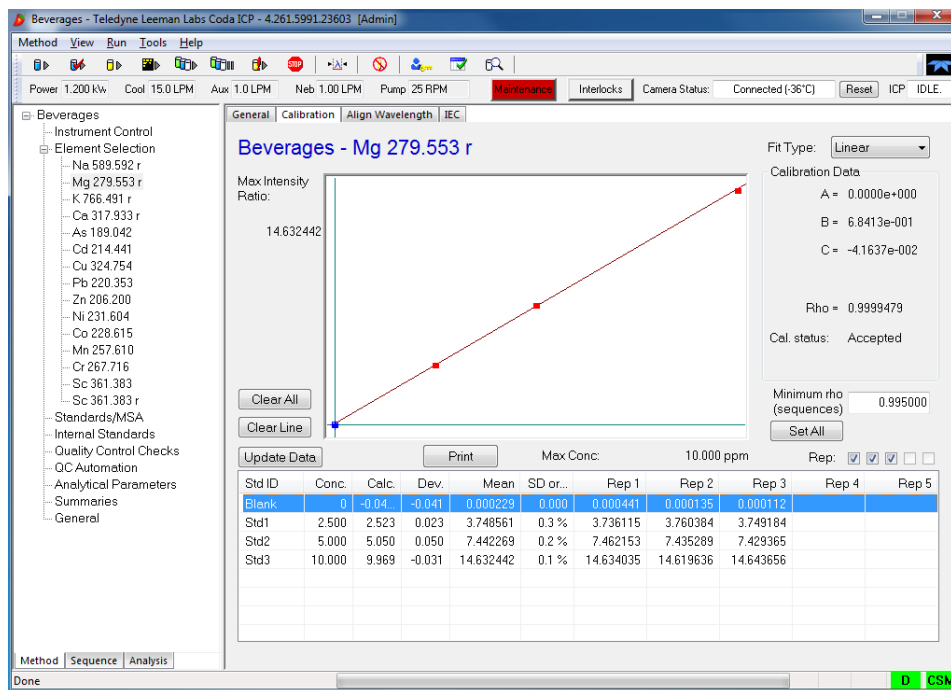 Beverages - Teledyne Leeman Labs Coda ICP - 4.261.5991.23603 [Admin]
Method View Run Tools Help
STOP
Power 1.200 kW Cool 15.0 LPM Aux 1.0 LPM Neb 1.00 LPM Pump 25 RPM Maintenance Interlocks Camera Status: Connected (-36°C) Reset ICP IDLE.
Beverages
Instrument Control
Element Selection
Na 589.592 r
Mg 279.553 r
K 766.491 r
Ca 317.933 r
As 189.042
Cd 214.441
Cu 324.754
Pb 220.353
Zn 206.200
Ni 231.604
Co 228.615
Mn 257.610
Cr 267.716
Sc 361.383
Sc 361.383 r
Standards/MSA
Internal Standards
Quality Control Checks
QC Automation
Analytical Parameters
Summaries
General
Method Sequence Analysis
General Calibration Align Wavelength IEC
Beverages - Mg 279.553 r
Fit Type: Linear
Max Intensity
Ratio:
14.632442
Calibration Data
A = 0.0000e+000
B = 6.8413e-001
C = -4.1637e-002
Rho = 0.9999479
Cal. status: Accepted
Clear All
Clear Line
Minimum rho
(sequences) 0.995000
Set All
Update Data Print Max Conc: 10.000 ppm Rep:
Std ID Conc. Calc. Dev. Mean SD or... Rep 1 Rep 2 Rep 3 Rep 4 Rep 5
Blank 0 -0.04... -0.041 0.000229 0.000 0.000441 0.000135 0.000112
Std1 2.500 2.523 0.023 3.748561 0.3 % 3.736115 3.760384 3.749184
Std2 5.000 5.050 0.050 7.442269 0.2 % 7.462153 7.435289 7.429365
Std3 10.000 9.969 -0.031 14.632442 0.1 % 14.634035 14.619636 14.643656
Done D CSM